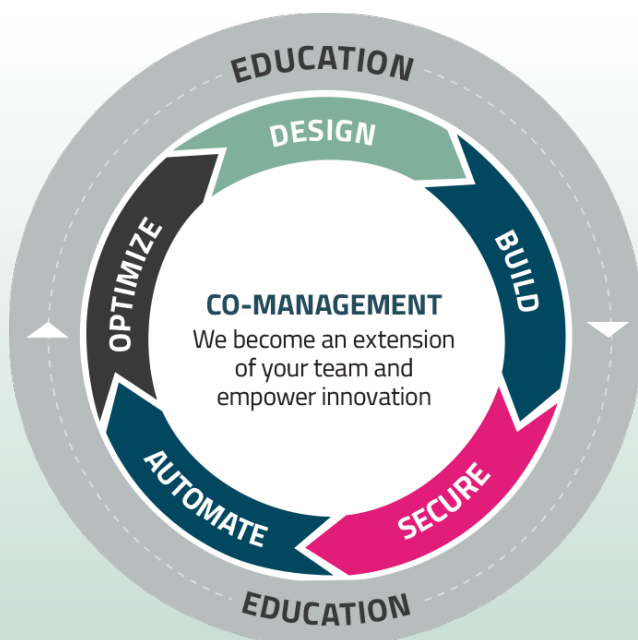 EDUCATION
DESIGN
BUILD
SECURE
AUTOMATE
OPTIMIZE
CO-MANAGEMENT
We become an extension
of your team and
empower innovation
EDUCATION